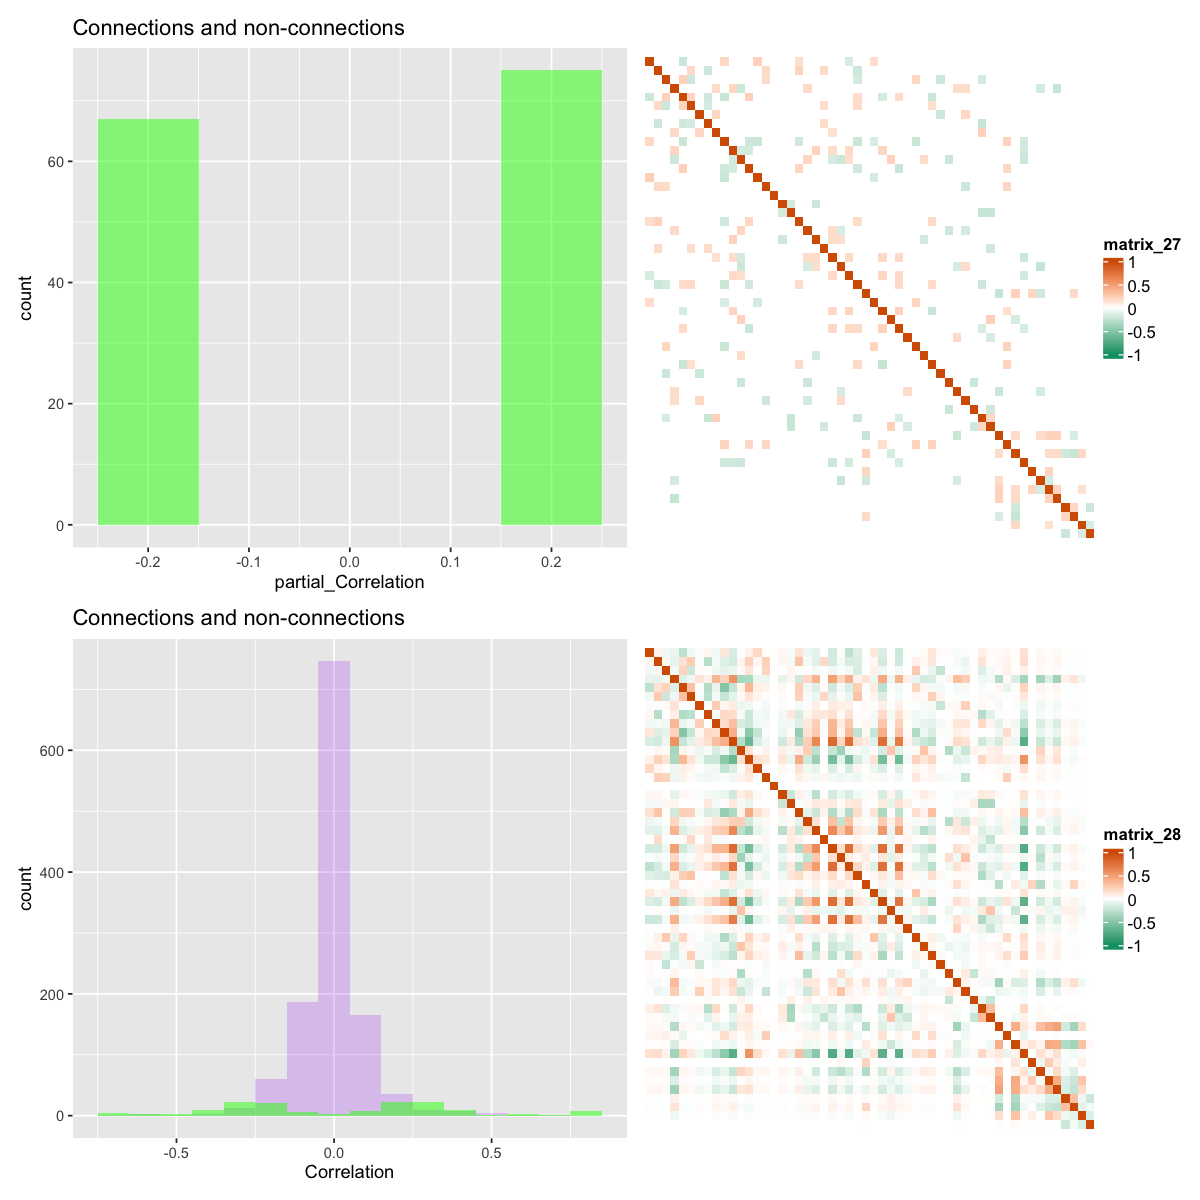 Connections and non-connections
60
40
20
0
count
-0.2 -0.1 0.0 0.1 0.2
partial_Correlation
matrix_27
1
0.5
0
-0.5
-1
Connections and non-connections
600
400
200
0
count
-0.5 0.0 0.5
Correlation
matrix_28
1
0.5
0
-0.5
-1